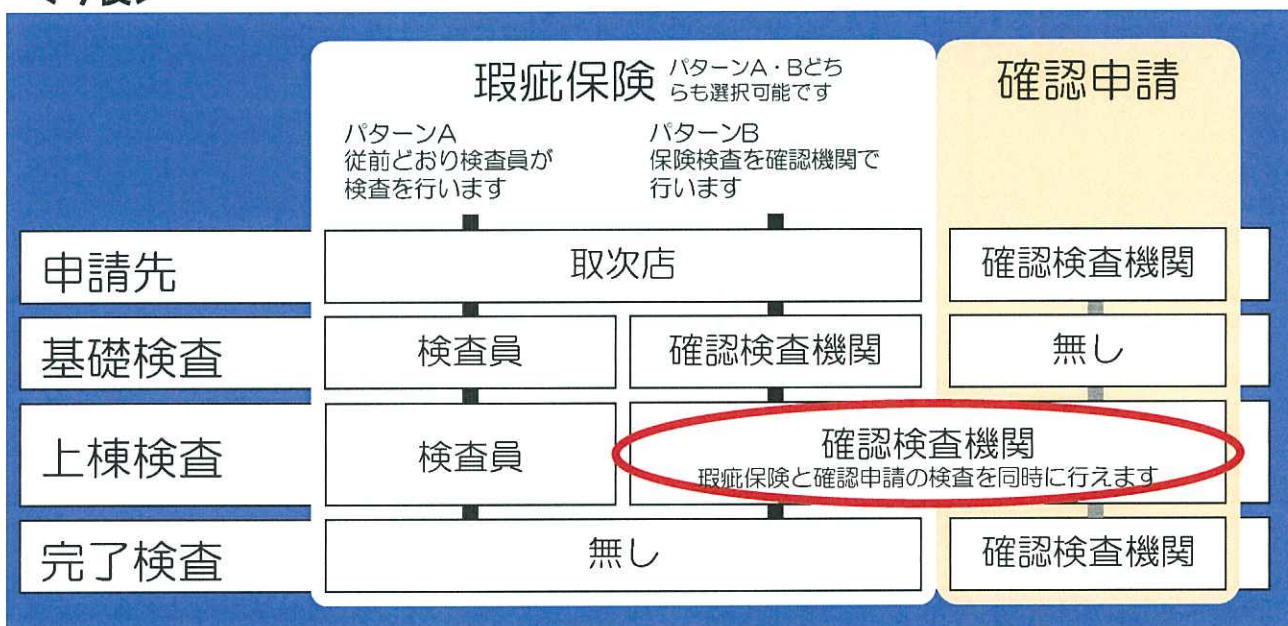 瑕疵保険 パターンA・Bどち
らも選択可能です
確認申請
パターンA
従前どおり検査員が
検査を行います
パターンB
保険検査を確認機関で
行います
申請先
取次店
確認検査機関
基礎検査
検査員
確認検査機関
無し
上棟検査
検査員
確認検査機関
瑕疵保険と確認申請の検査を同時に行えます
完了検査
無し
確認検査機関